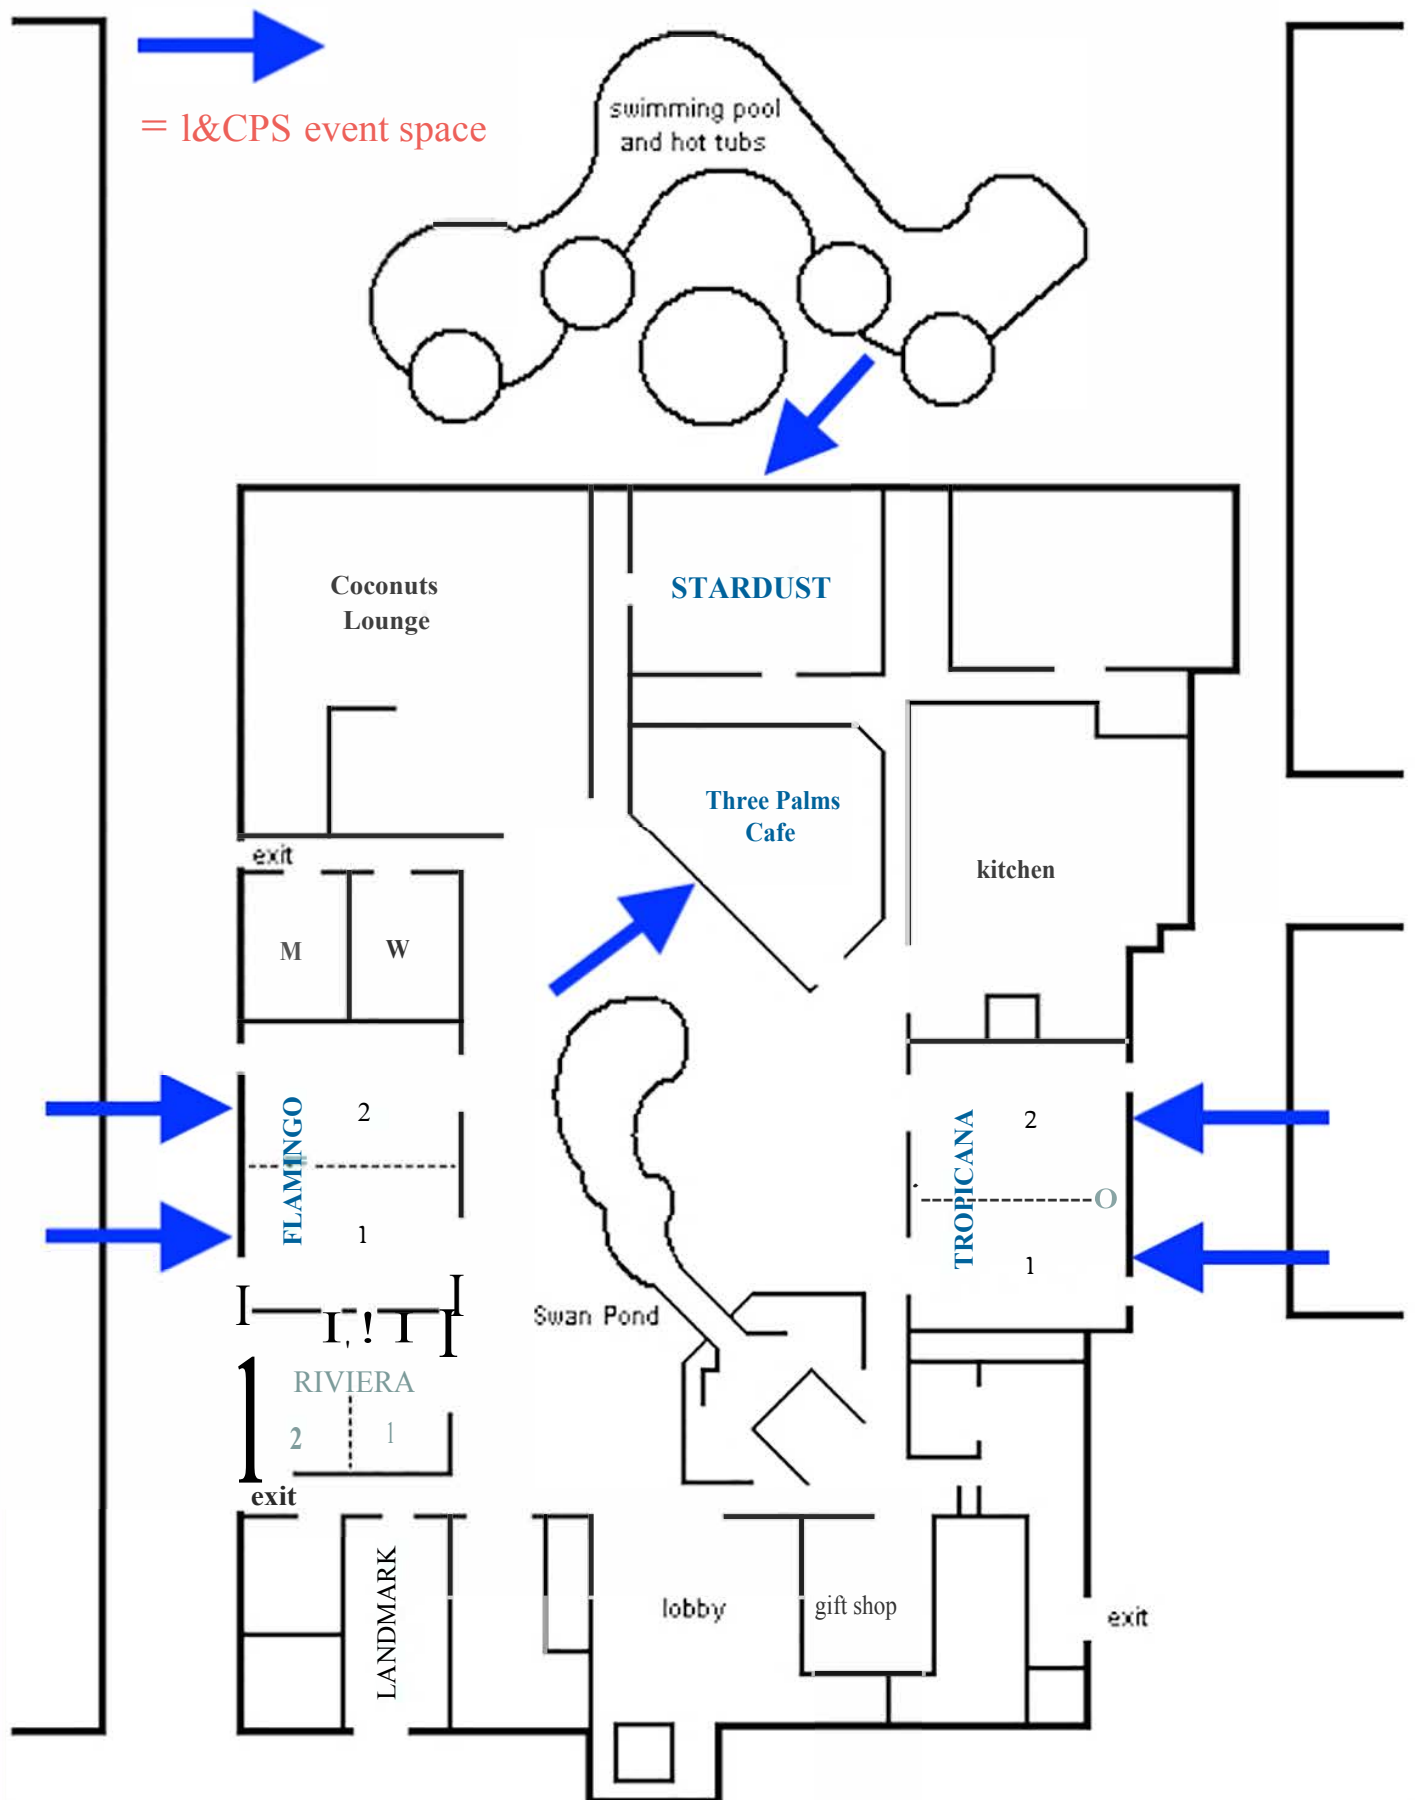 = l&CPS event space
swimming pool
and hot tubs
Coconuts
Lounge
STARDUST
Three Palms
Cafe
kitchen
exit
M
W
FLAMINGO
2
1
TROPICANA
2
O
1
Swan Pond
RIVIERA
2
1
exit
LANDMARK
lobby
gift shop
exit